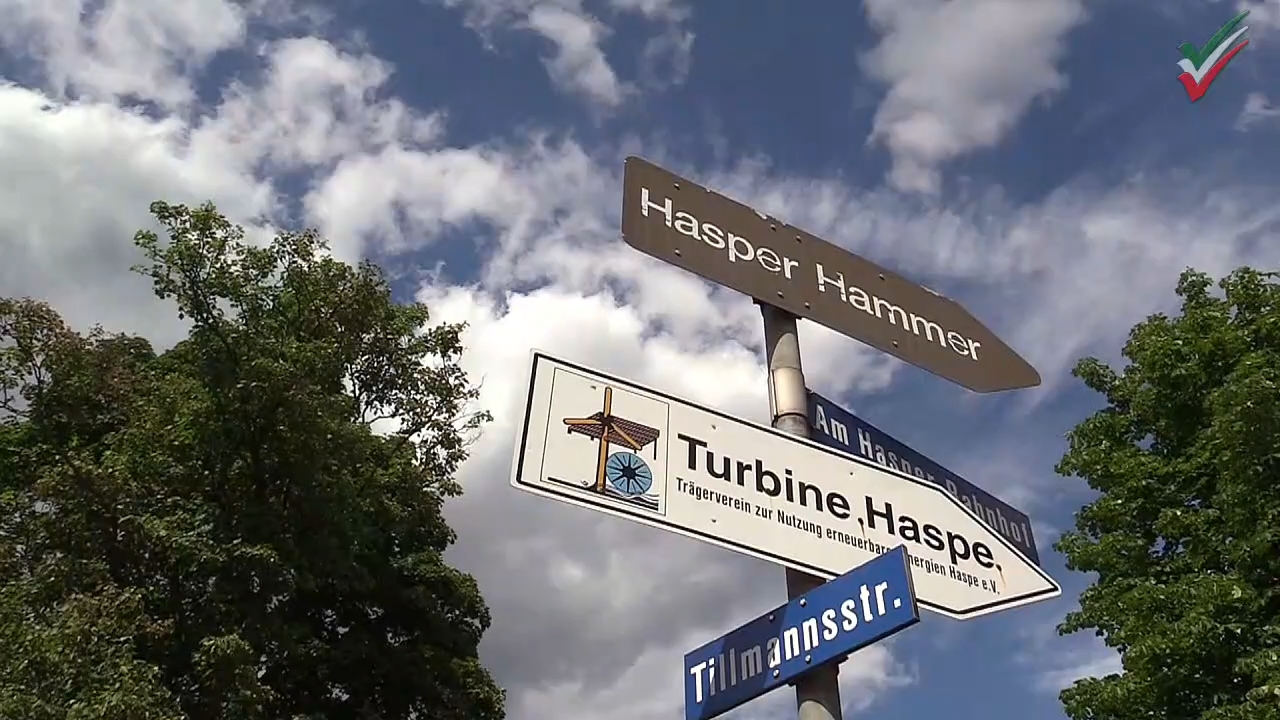 Hasper Hammer
Am Hasper Bahnhof
Turbine Haspe.
Trägerverein zur Nutzung erneuerbarer Energien Haspe e.V.
Tillmannsstr.